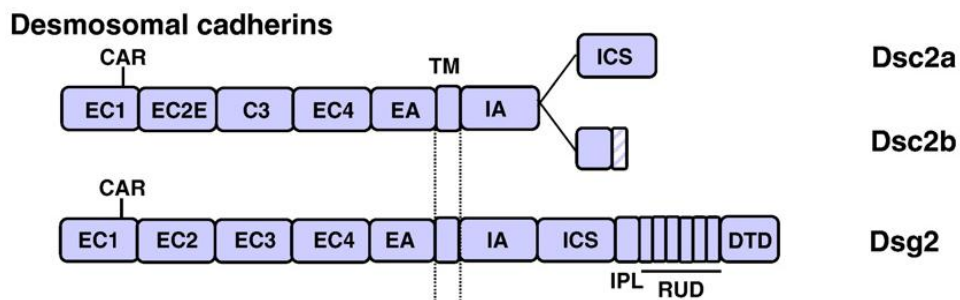 Desmosomal cadherins
CAR
TM
ICS
Dsc2a
EC1 EC2E C3 EC4 EA IA
Dsc2b
CAR
EC1 EC2 EC3 EC4 EA IA ICS DTD
Dsg2
IPL RUD